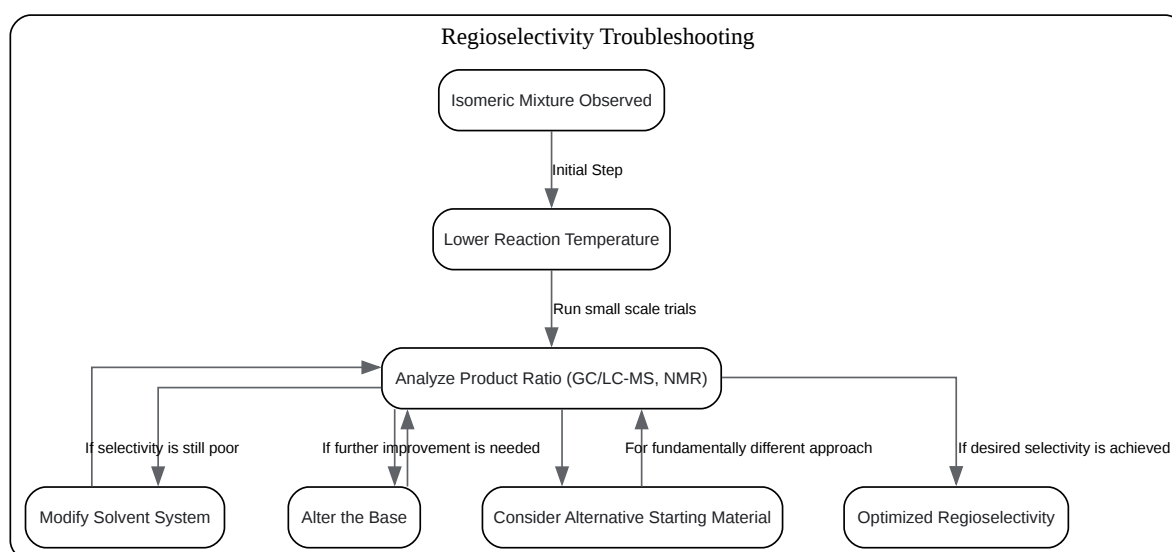 Regioselectivity Troubleshooting
Isomeric Mixture Observed
Initial Step
Lower Reaction Temperature
Run small scale trials
Analyze Product Ratio (GC/LC-MS, NMR)
If selectivity is still poor
If further improvement is needed
For fundamentally different approach
If desired selectivity is achieved
Modify Solvent System
Alter the Base
Consider Alternative Starting Material
Optimized Regioselectivity